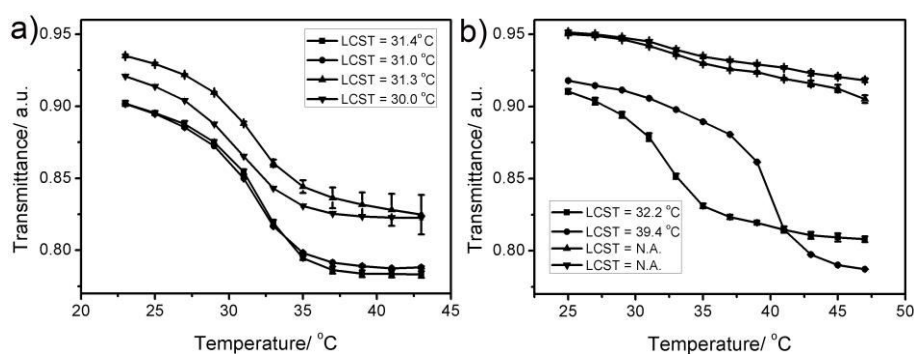 a)
0.95
0.90
0.85
0.80
Transmittance/ a.u.
LCST = 31.4°C
LCST = 31.0 °C
LCST = 31.3 °C
LCST = 30.0 °C
20
25
30
35
40
45
Temperature/ °C
b)
0.95
0.90
0.85
0.80
Transmittance/ a.u.
LCST = 32.2 °C
LCST = 39.4 °C
LCST = N.A.
LCST = N.A.
25
30
35
40
45
50
Temperature/ °C